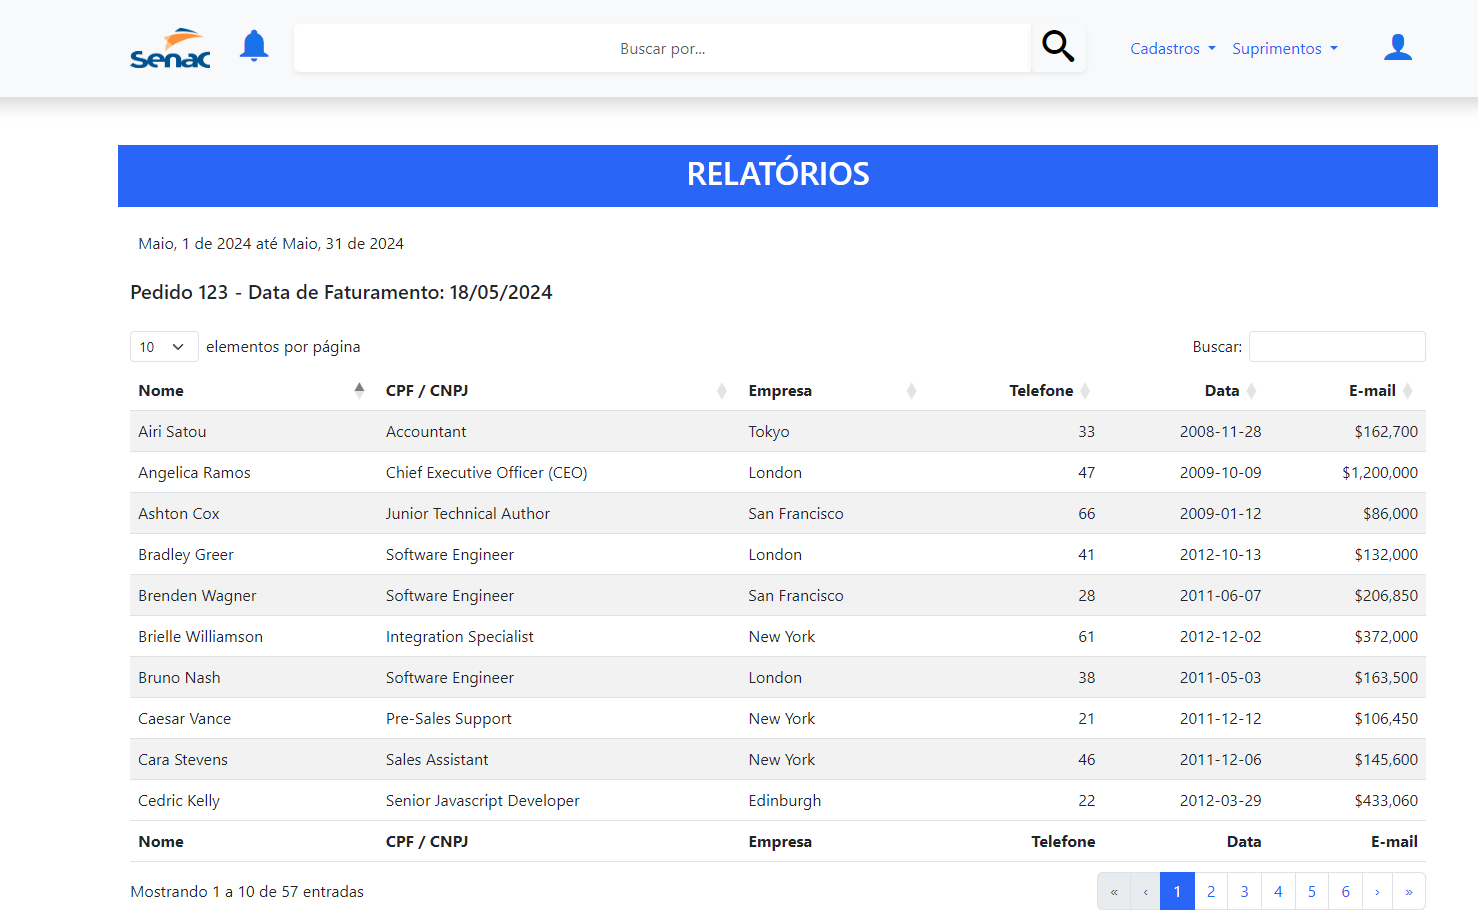 Senac Buscar por... Cadastros Suprimentos
RELATÓRIOS
Maio, 1 de 2024 até Maio, 31 de 2024
Pedido 123 - Data de Faturamento: 18/05/2024
10 elementos por página Buscar:
Nome CPF / CNPJ Empresa Telefone Data E-mail
Airi Satou Accountant Tokyo 33 2008-11-28 $162,700
Angelica Ramos Chief Executive Officer (CEO) London 47 2009-10-09 $1,200,000
Ashton Cox Junior Technical Author San Francisco 66 2009-01-12 $86,000
Bradley Greer Software Engineer London 41 2012-10-13 $132,000
Brenden Wagner Software Engineer San Francisco 28 2011-06-07 $206,850
Brielle Williamson Integration Specialist New York 61 2012-12-02 $372,000
Bruno Nash Software Engineer London 38 2011-05-03 $163,500
Caesar Vance Pre-Sales Support New York 21 2011-12-12 $106,450
Cara Stevens Sales Assistant New York 46 2011-12-06 $145,600
Cedric Kelly Senior Javascript Developer Edinburgh 22 2012-03-29 $433,060
Nome CPF / CNPJ Empresa Telefone Data E-mail
Mostrando 1 a 10 de 57 entradas « ‹ 1 2 3 4 5 6 › »